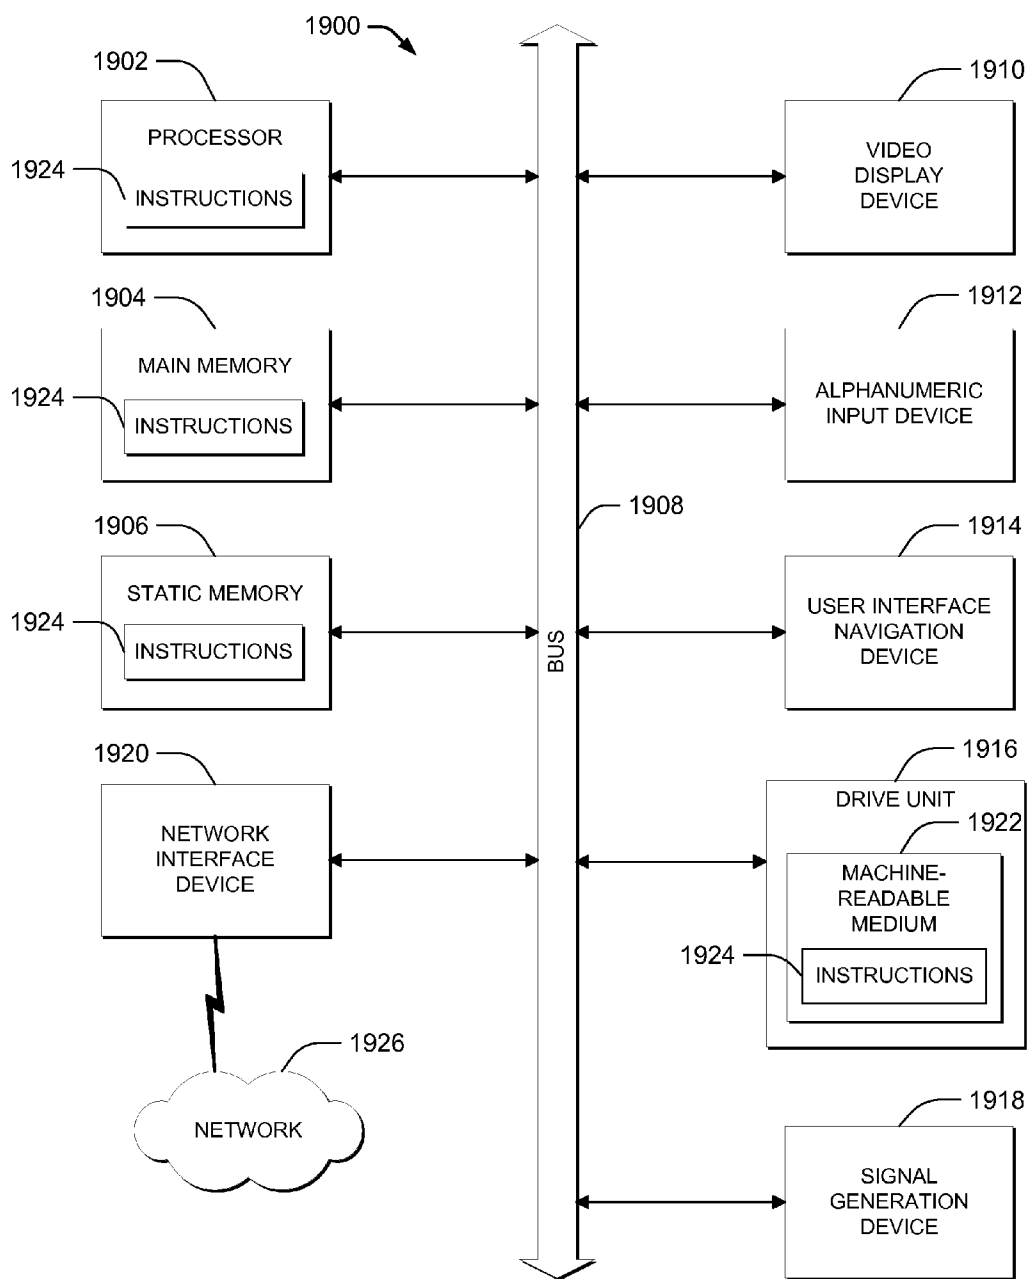 1900
1902
PROCESSOR
1924
INSTRUCTIONS
1904
MAIN MEMORY
1924
INSTRUCTIONS
1906
STATIC MEMORY
1924
INSTRUCTIONS
1920
NETWORK
INTERFACE
DEVICE
1926
NETWORK
1908
BUS
1910
VIDEO
DISPLAY
DEVICE
1912
ALPHANUMERIC
INPUT DEVICE
1914
USER INTERFACE
NAVIGATION
DEVICE
1916
DRIVE UNIT
1922
MACHINE-
READABLE
MEDIUM
1924
INSTRUCTIONS
1918
SIGNAL
GENERATION
DEVICE